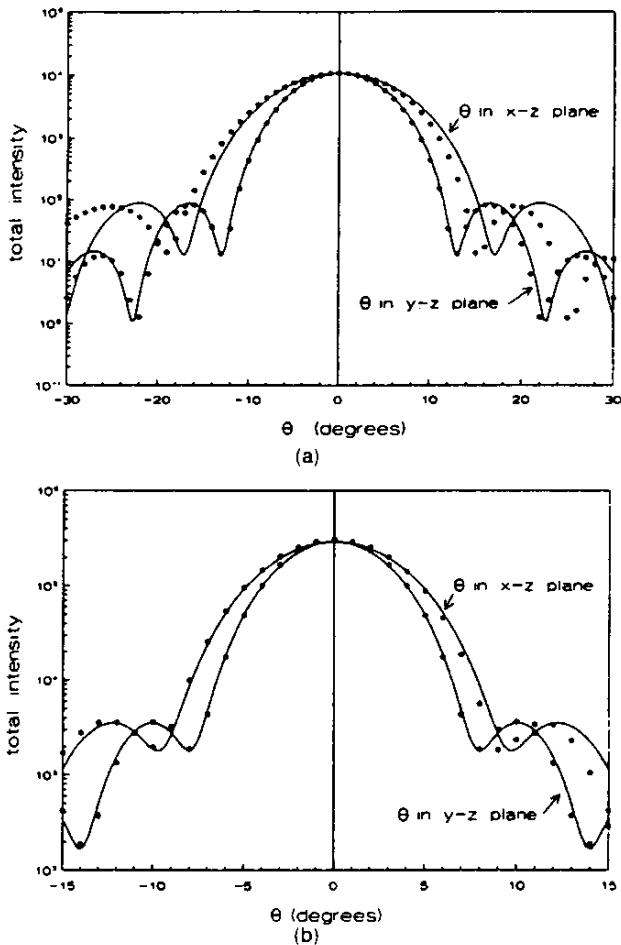 10⁵
10⁴
10³
10²
10¹
10⁰
10⁻¹
total intensity
θ in x-z plane
θ in y-z plane
-30 -20 -10 0 10 20 30
θ (degrees)
(a)
10⁶
10⁵
10⁴
10³
10²
total intensity
θ in x-z plane
θ in y-z plane
-15 -10 -5 0 5 10 15
θ (degrees)
(b)